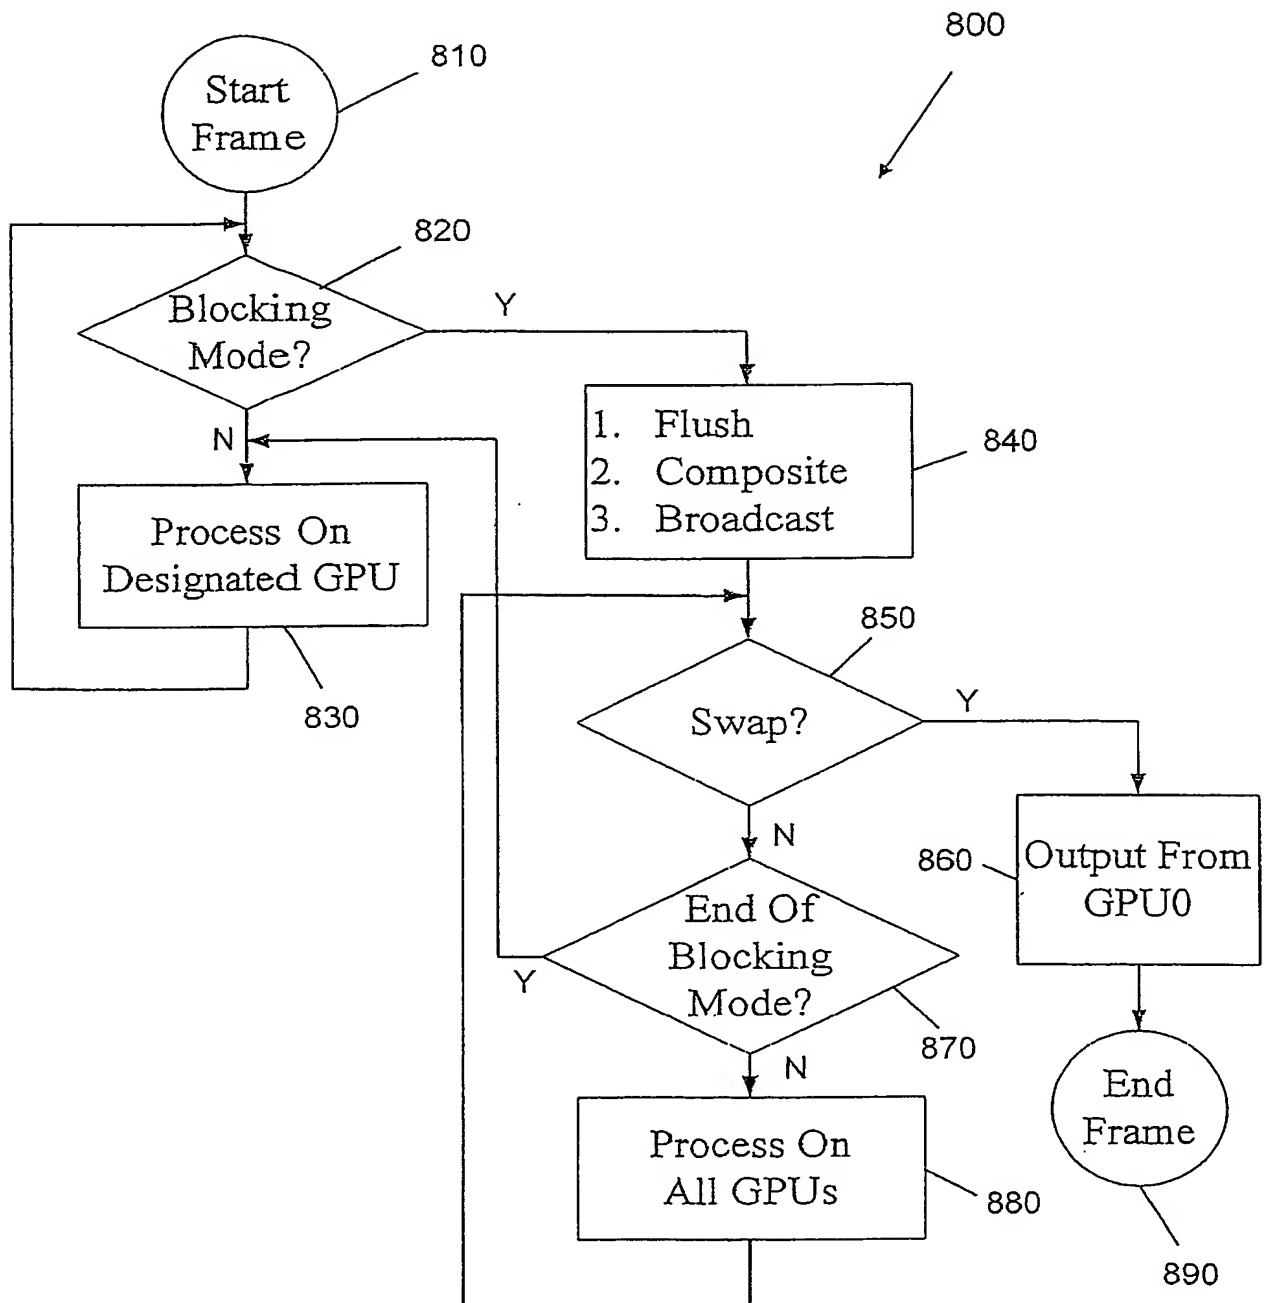 800
810
Start
Frame
820
Blocking
Mode?
Y
N
1. Flush
2. Composite
3. Broadcast
840
Process On
Designated GPU
830
850
Swap?
Y
N
860
Output From
GPU0
End Of
Blocking
Mode?
Y
870
N
End
Frame
Process On
All GPUs
880
890